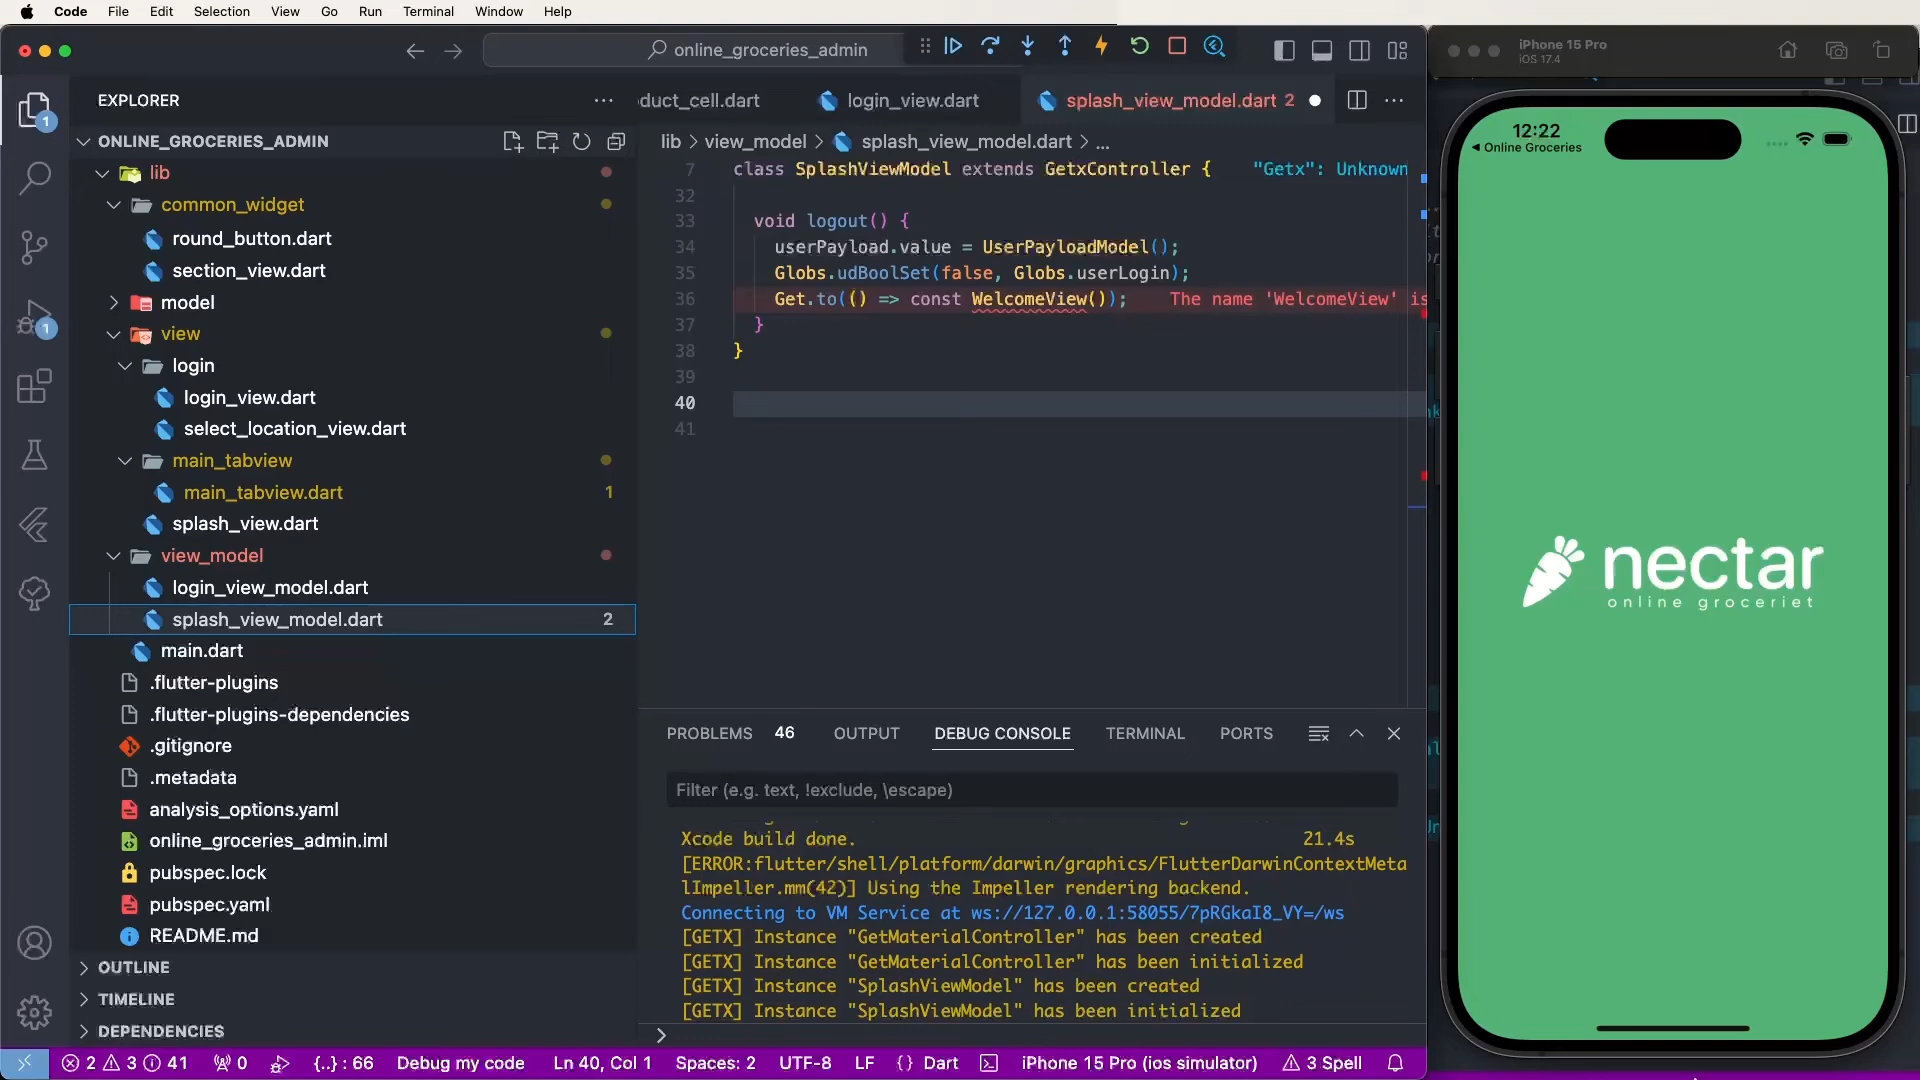 Code File Edit Selection View Go Run Terminal Window Help
online_groceries_admin
EXPLORER
duct_cell.dart
login_view.dart
splash_view_model.dart 2
ONLINE_GROCERIES_ADMIN
lib > view_model > splash_view_model.dart > ...
lib
common_widget
round_button.dart
section_view.dart
model
view
login
login_view.dart
select_location_view.dart
main_tabview
main_tabview.dart 1
splash_view.dart
view_model
login_view_model.dart
splash_view_model.dart 2
main.dart
.flutter-plugins
.flutter-plugins-dependencies
.gitignore
.metadata
analysis_options.yaml
online_groceries_admin.iml
pubspec.lock
pubspec.yaml
README.md
OUTLINE
TIMELINE
DEPENDENCIES
1
1
7 class SplashViewModel extends GetxController { "Getx": Unknown
32
33 void logout() {
34 userPayload.value = UserPayloadModel();
35 Globs.udBoolSet(false, Globs.userLogin);
36 Get.to(() => const WelcomeView()); The name 'WelcomeView' is
37 }
38 }
39
40
41
PROBLEMS 46 OUTPUT DEBUG CONSOLE TERMINAL PORTS
Filter (e.g. text, !exclude, \escape)
Xcode build done. 21.4s
[ERROR:flutter/shell/platform/darwin/graphics/FlutterDarwinContextMeta
lImpeller.mm(42)] Using the Impeller rendering backend.
Connecting to VM Service at ws://127.0.0.1:58055/7pRGkaI8_VY=/ws
[GETX] Instance "GetMaterialController" has been created
[GETX] Instance "GetMaterialController" has been initialized
[GETX] Instance "SplashViewModel" has been created
[GETX] Instance "SplashViewModel" has been initialized
2 3 41 0 {..} : 66 Debug my code Ln 40, Col 1 Spaces: 2 UTF-8 LF {} Dart iPhone 15 Pro (ios simulator) 3 Spell
iPhone 15 Pro
iOS 17.4
12:22
Online Groceries
nectar
online groceriet